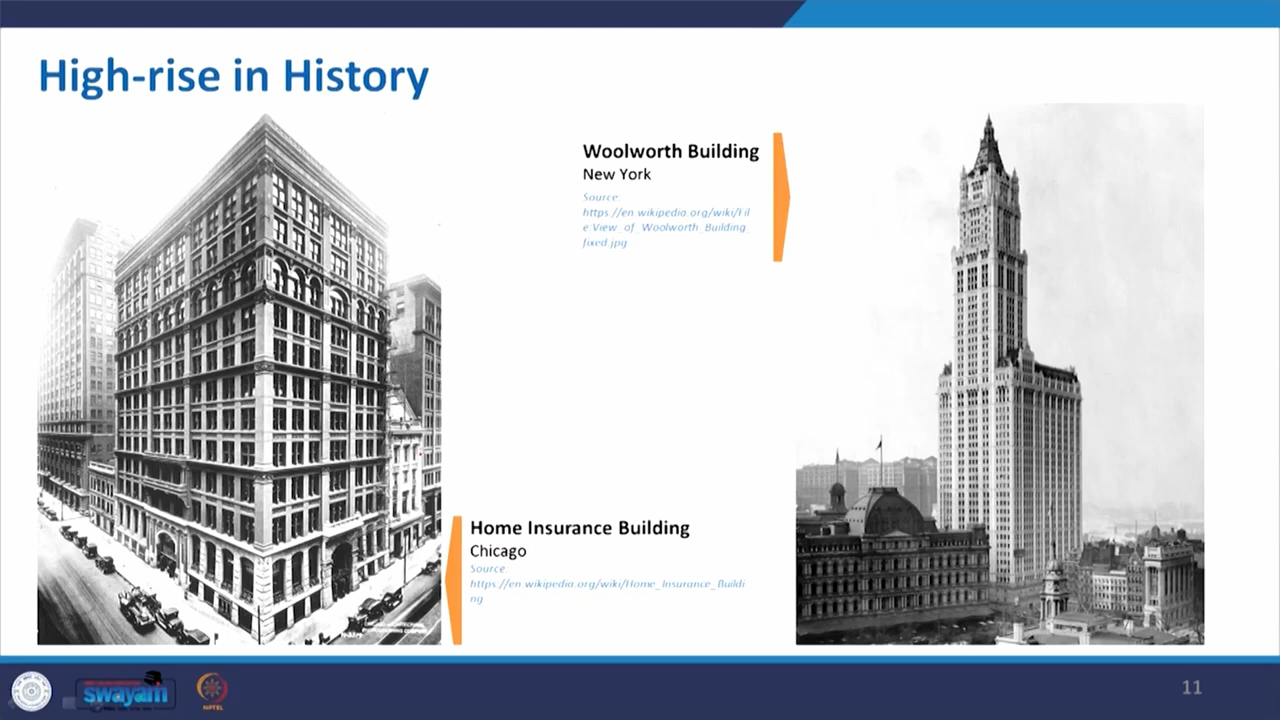 High-rise in History
Woolworth Building
New York
Source:
https://en.wikipedia.org/wiki/Fil
e:View_of_Woolworth_Building_
fixed.jpg
Home Insurance Building
Chicago
Source:
https://en.wikipedia.org/wiki/Home_Insurance_Buildi
ng
swayam
NPTEL
11